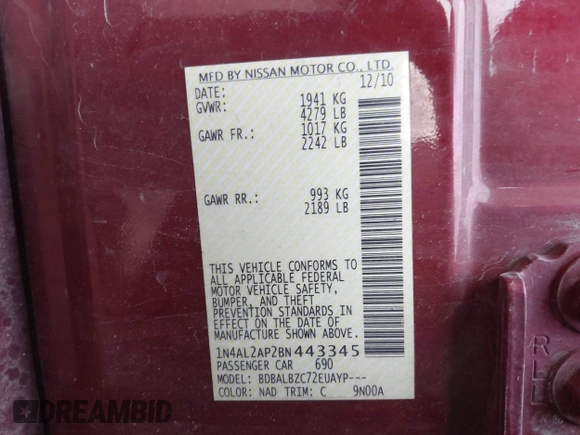 MFD BY NISSAN MOTOR CO., LTD.
DATE: 12/10
GVWR: 1941 KG
4279 LB
GAWR FR.: 1017 KG
2242 LB
GAWR RR.: 993 KG
2189 LB
THIS VEHICLE CONFORMS TO
ALL APPLICABLE FEDERAL
MOTOR VEHICLE SAFETY,
BUMPER, AND THEFT
PREVENTION STANDARDS IN
EFFECT ON THE DATE OF
MANUFACTURE SHOWN ABOVE.
1N4AL2AP2BN443345
PASSENGER CAR 690
MODEL: BDBALBZC72EUAYP---
COLOR: NAD TRIM: C 9N00A
DREAMBID